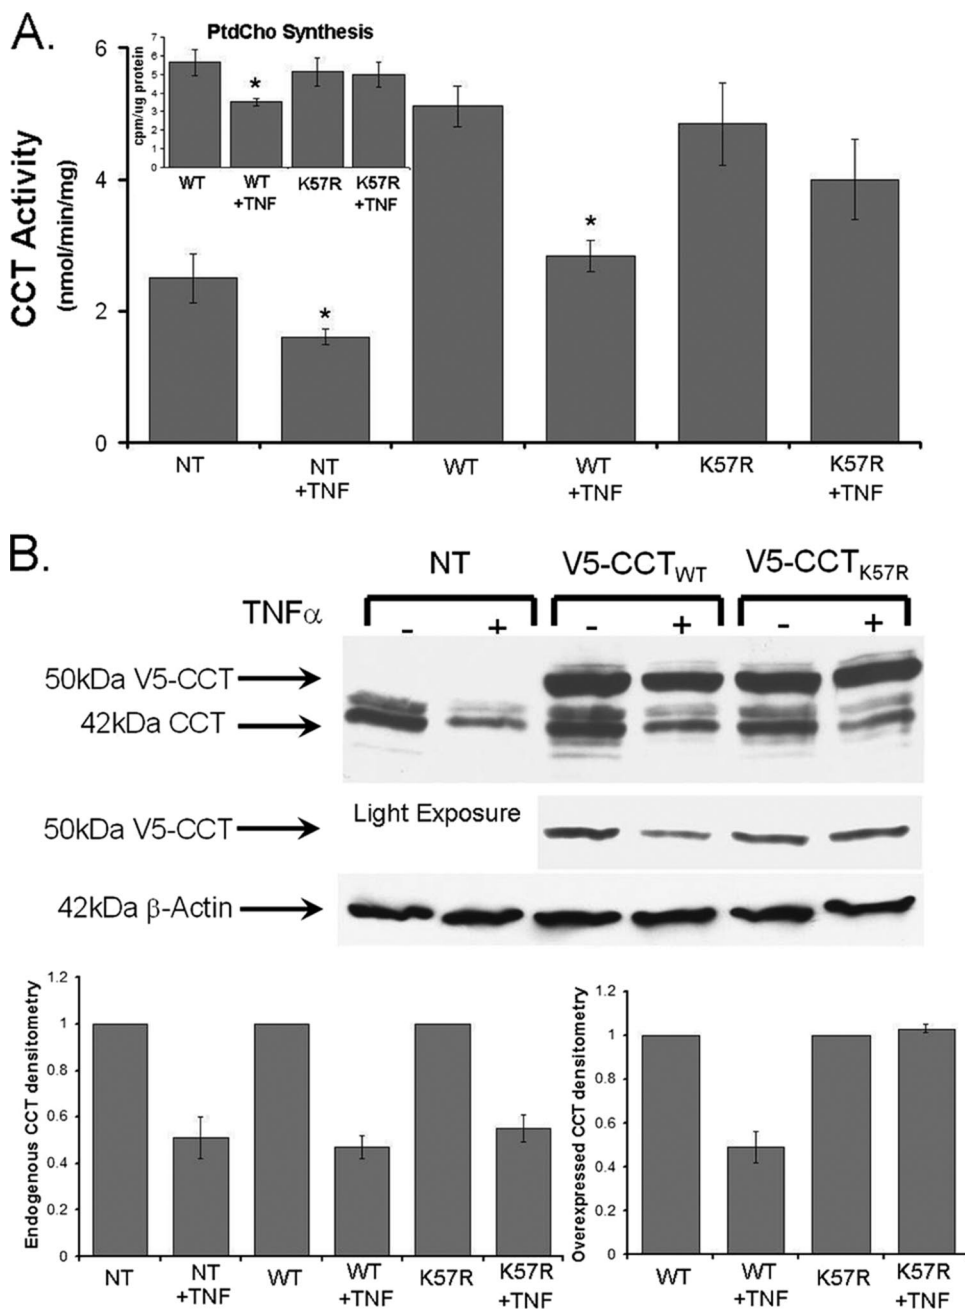 A.
PtdCho Synthesis
cpm/ug protein
7
6
5
4
3
2
1
0
*
WT
WT
+TNF
K57R
K57R
+TNF
CCT Activity
(nmol/min/mg)
6
4
2
0
*
*
NT
NT
+TNF
WT
WT
+TNF
K57R
K57R
+TNF
B.
NT
V5-CCTWT
V5-CCTK57R
TNFα
- + - + - +
50kDa V5-CCT
42kDa CCT
Light Exposure
50kDa V5-CCT
42kDa β-Actin
Endogenous CCT densitometry
1.2
1
0.8
0.6
0.4
0.2
0
NT
NT
+TNF
WT
WT
+TNF
K57R
K57R
+TNF
Overexpressed CCT densitometry
1.2
1
0.8
0.6
0.4
0.2
0
WT
WT
+TNF
K57R
K57R
+TNF